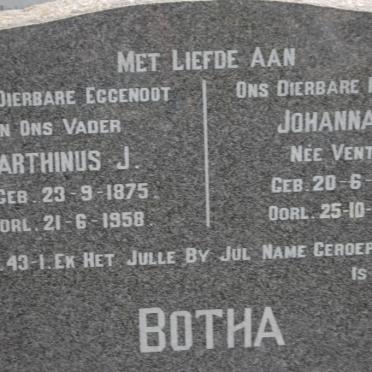 MET LIEFDE AAN
DIERBARE EGGENOOT
ONS VADER
ARTHINUS J.
GEB. 23-9-1875.
OORL. 21-6-1958.
ONS DIERBARE
JOHANNA
NÉE VENT
GEB. 20-6-
OORL. 25-10-
43-1. EK HET JULLE BY JUL NAME GEROEP
IS
BOTHA